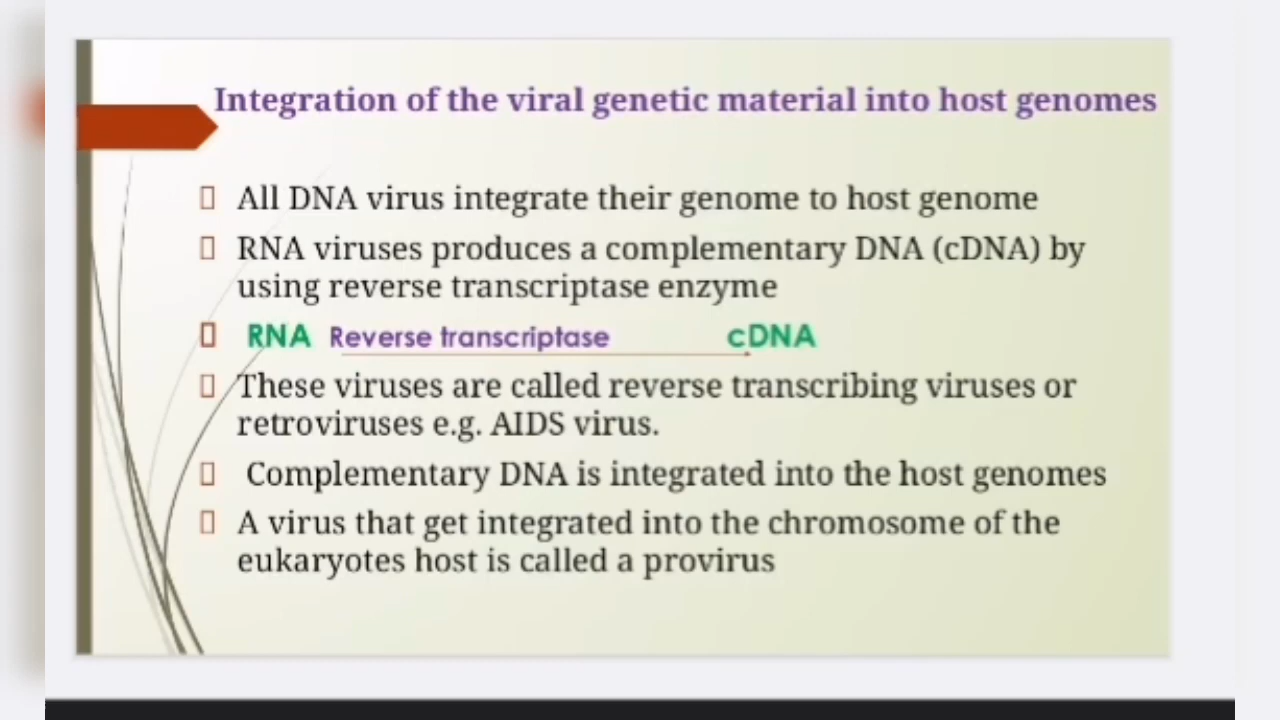 Integration of the viral genetic material into host genomes
All DNA virus integrate their genome to host genome
RNA viruses produces a complementary DNA (cDNA) by
using reverse transcriptase enzyme
RNA Reverse transcriptase cDNA
These viruses are called reverse transcribing viruses or
retroviruses e.g. AIDS virus.
Complementary DNA is integrated into the host genomes
A virus that get integrated into the chromosome of the
eukaryotes host is called a provirus